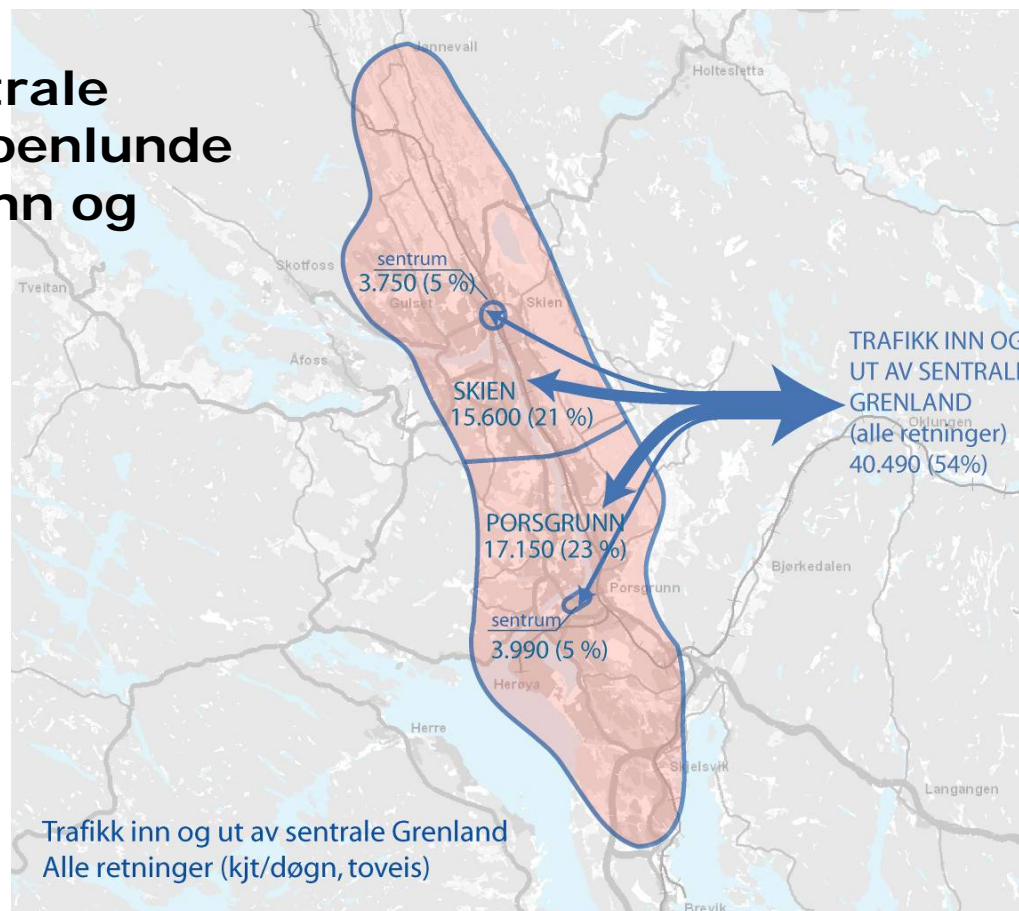 trale
penlunde
nn og
Jønnevall
Holtesletta
sentrum
3.750 (5 %)
Skotfoss
Tveitan
Gulset
Skien
Åfoss
TRAFIKK INN OG
UT AV SENTRALE
GRENLAND
(alle retninger)
40.490 (54%)
Oklungen
SKIEN
15.600 (21 %)
PORSGRUNN
17.150 (23 %)
Bjørkedalen
Porsgrunn
sentrum
3.990 (5 %)
Herøya
Herre
Skjelsvik
Langangen
Trafikk inn og ut av sentrale Grenland
Alle retninger (kjt/døgn, toveis)
Brevik